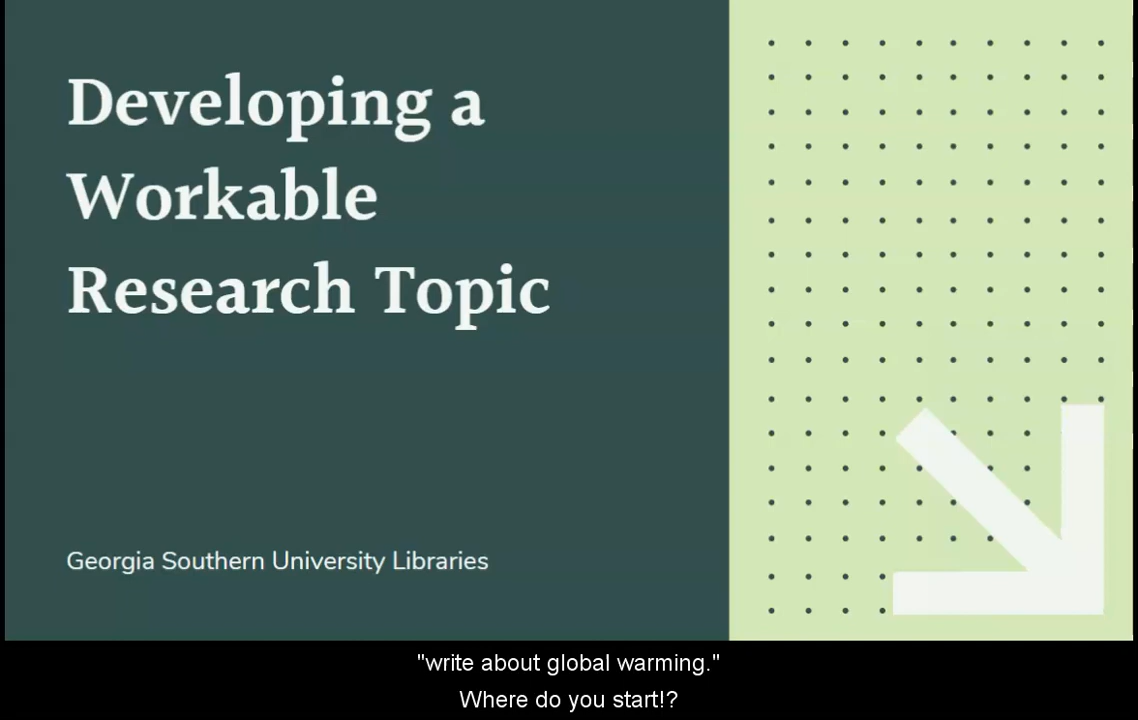 Developing a
Workable
Research Topic
Georgia Southern University Libraries
"write about global warming."
Where do you start!?